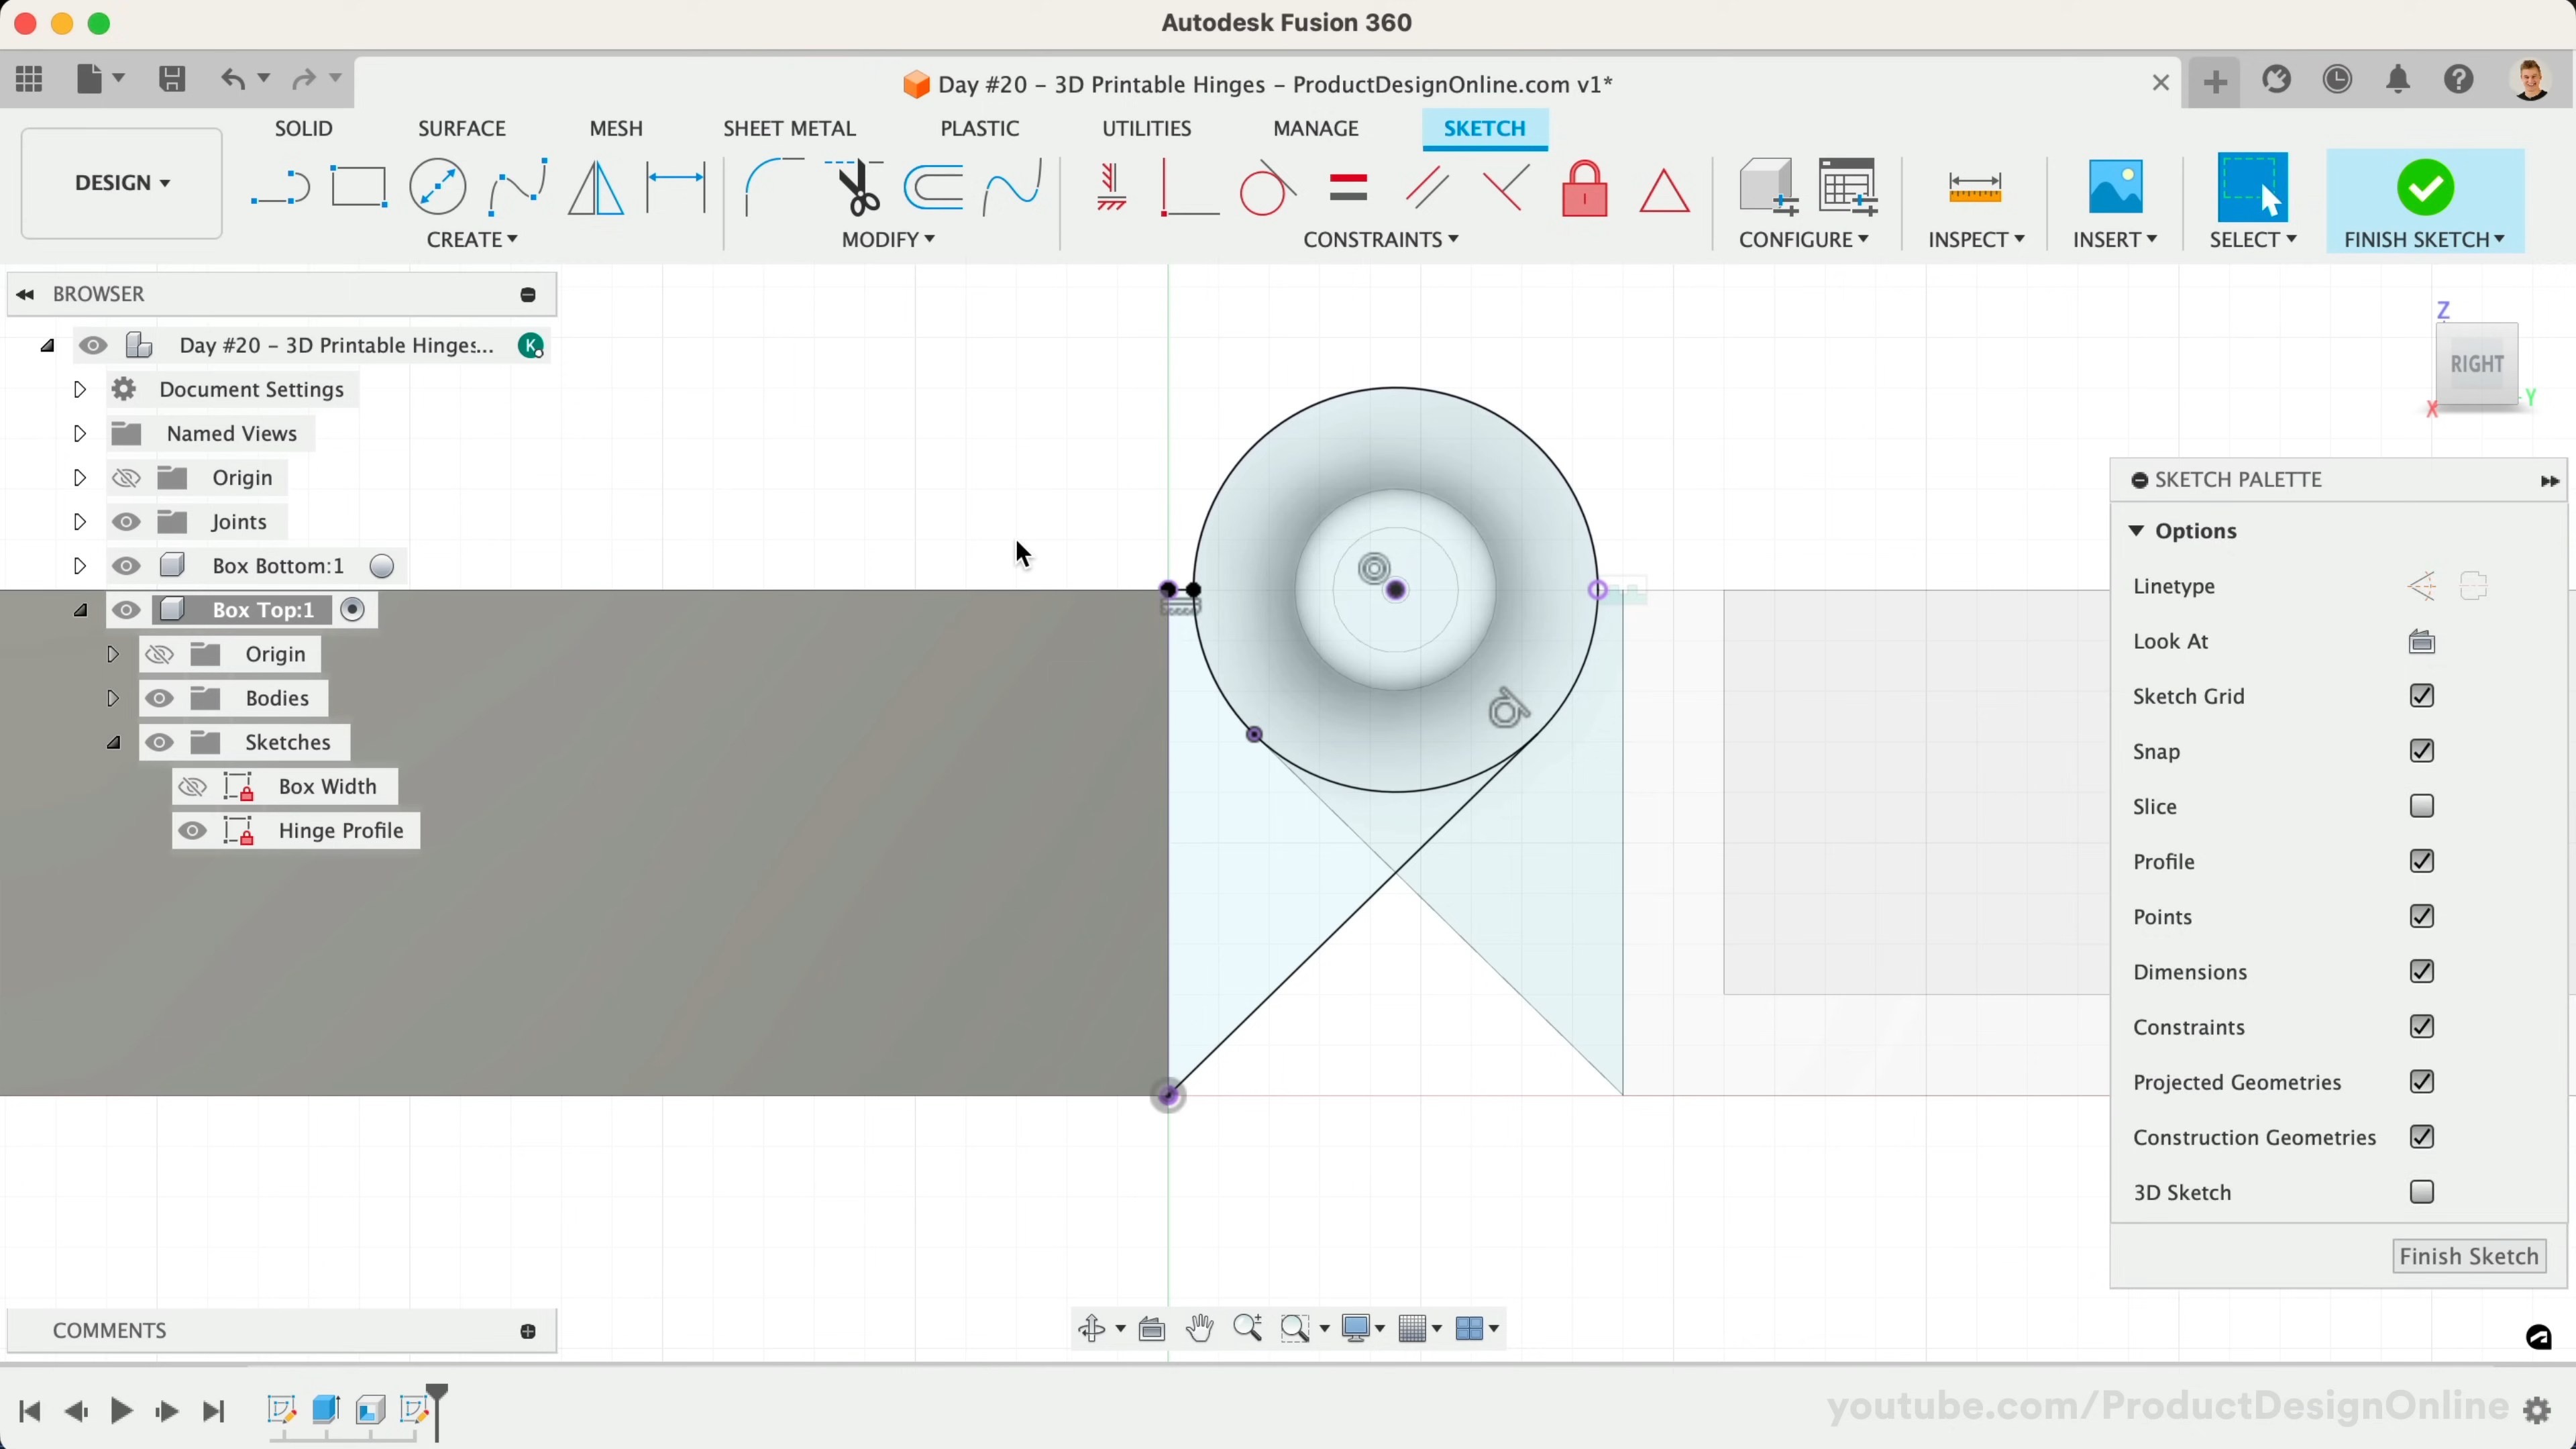 Autodesk Fusion 360
Day #20 – 3D Printable Hinges – ProductDesignOnline.com v1*
SOLID SURFACE MESH SHEET METAL PLASTIC UTILITIES MANAGE SKETCH
DESIGN
CREATE MODIFY CONSTRAINTS CONFIGURE INSPECT INSERT SELECT FINISH SKETCH
BROWSER
Day #20 – 3D Printable Hinges... K
Document Settings
Named Views
Origin
Joints
Box Bottom:1
Box Top:1
Origin
Bodies
Sketches
Box Width
Hinge Profile
Z
RIGHT
Y
X
SKETCH PALETTE
Options
Linetype
Look At
Sketch Grid
Snap
Slice
Profile
Points
Dimensions
Constraints
Projected Geometries
Construction Geometries
3D Sketch
Finish Sketch
COMMENTS
youtube.com/ProductDesignOnline